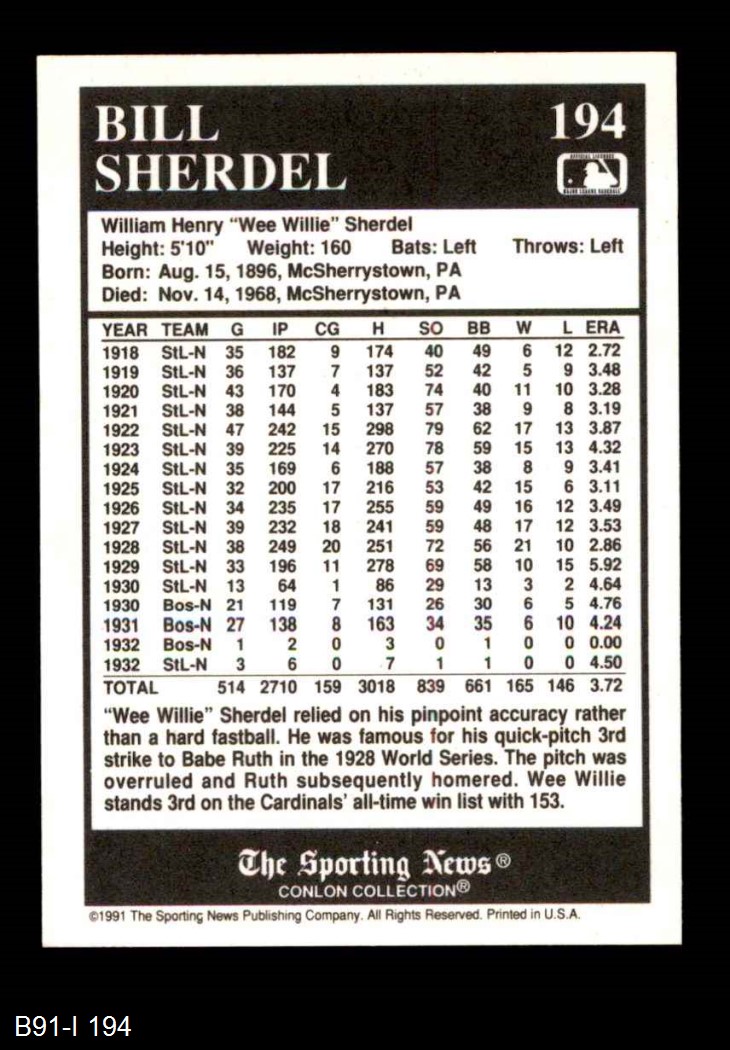 BILL 194
SHERDEL
OFFICIAL LICENSEE
MAJOR LEAGUE BASEBALL
William Henry "Wee Willie" Sherdel
Height: 5'10" Weight: 160 Bats: Left Throws: Left
Born: Aug. 15, 1896, McSherrystown, PA
Died: Nov. 14, 1968, McSherrystown, PA
YEAR TEAM G IP CG H SO BB W L ERA
1918 StL-N 35 182 9 174 40 49 6 12 2.72
1919 StL-N 36 137 7 137 52 42 5 9 3.48
1920 StL-N 43 170 4 183 74 40 11 10 3.28
1921 StL-N 38 144 5 137 57 38 9 8 3.19
1922 StL-N 47 242 15 298 79 62 17 13 3.87
1923 StL-N 39 225 14 270 78 59 15 13 4.32
1924 StL-N 35 169 6 188 57 38 8 9 3.41
1925 StL-N 32 200 17 216 53 42 15 6 3.11
1926 StL-N 34 235 17 255 59 49 16 12 3.49
1927 StL-N 39 232 18 241 59 48 17 12 3.53
1928 StL-N 38 249 20 251 72 56 21 10 2.86
1929 StL-N 33 196 11 278 69 58 10 15 5.92
1930 StL-N 13 64 1 86 29 13 3 2 4.64
1930 Bos-N 21 119 7 131 26 30 6 5 4.76
1931 Bos-N 27 138 8 163 34 35 6 10 4.24
1932 Bos-N 1 2 0 3 0 1 0 0 0.00
1932 StL-N 3 6 0 7 1 1 0 0 4.50
TOTAL 514 2710 159 3018 839 661 165 146 3.72
"Wee Willie" Sherdel relied on his pinpoint accuracy rather
than a hard fastball. He was famous for his quick-pitch 3rd
strike to Babe Ruth in the 1928 World Series. The pitch was
overruled and Ruth subsequently homered. Wee Willie
stands 3rd on the Cardinals' all-time win list with 153.
The Sporting News®
CONLON COLLECTION®
©1991 The Sporting News Publishing Company. All Rights Reserved. Printed in U.S.A.
B91-I 194